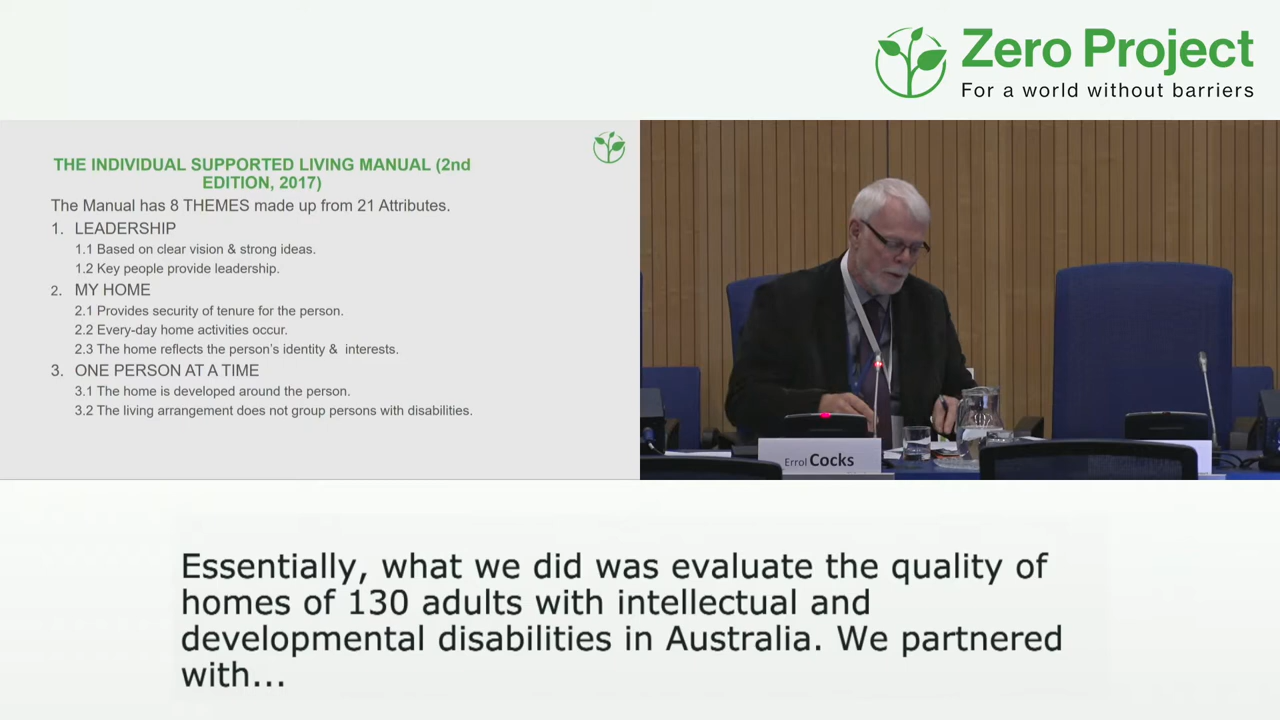 Zero Project
For a world without barriers
THE INDIVIDUAL SUPPORTED LIVING MANUAL (2nd
EDITION, 2017)
The Manual has 8 THEMES made up from 21 Attributes.
1. LEADERSHIP
1.1 Based on clear vision & strong ideas.
1.2 Key people provide leadership.
2. MY HOME
2.1 Provides security of tenure for the person.
2.2 Every-day home activities occur.
2.3 The home reflects the person's identity & interests.
3. ONE PERSON AT A TIME
3.1 The home is developed around the person.
3.2 The living arrangement does not group persons with disabilities.
Errol Cocks
Essentially, what we did was evaluate the quality of
homes of 130 adults with intellectual and
developmental disabilities in Australia. We partnered
with...